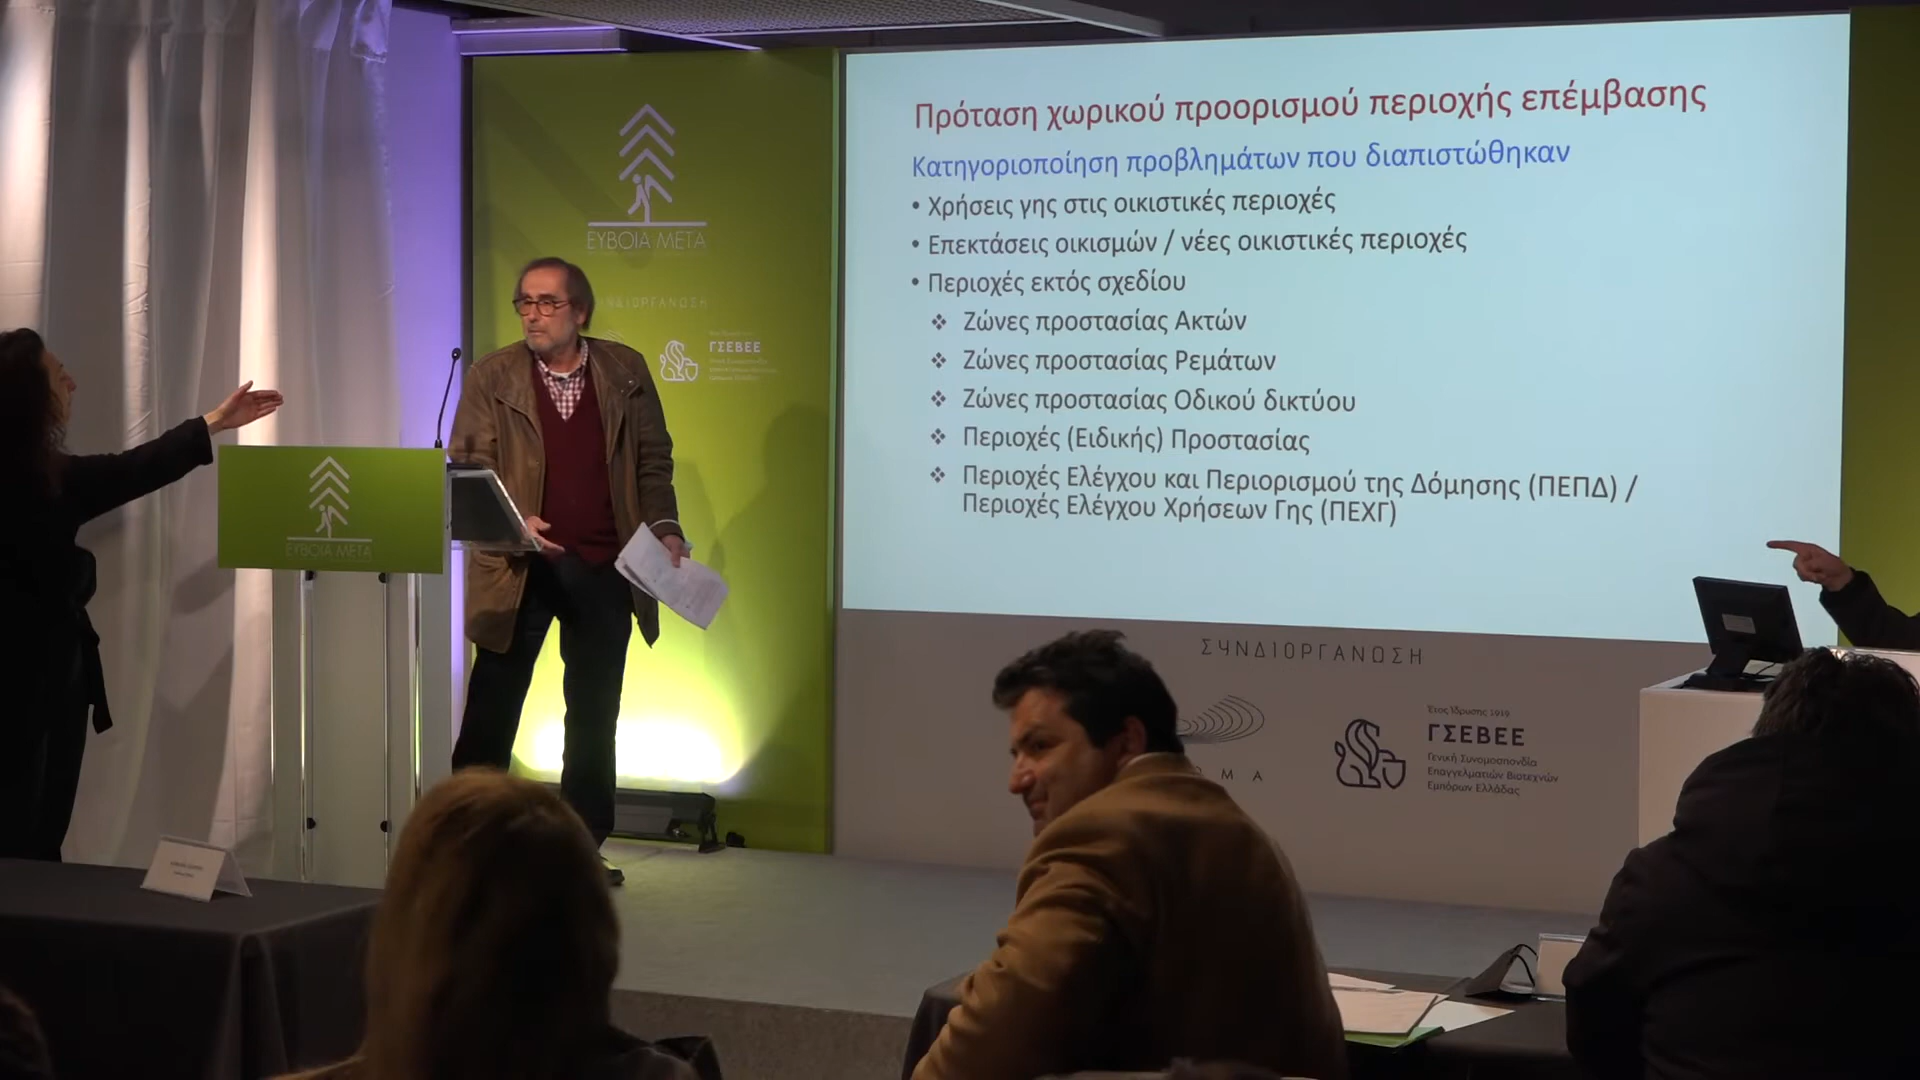 Πρόταση χωρικού προορισμού περιοχής επέμβασης
Κατηγοριοποίηση προβλημάτων που διαπιστώθηκαν
• Χρήσεις γης στις οικιστικές περιοχές
• Επεκτάσεις οικισμών / νέες οικιστικές περιοχές
• Περιοχές εκτός σχεδίου
❖ Ζώνες προστασίας Ακτών
❖ Ζώνες προστασίας Ρεμάτων
❖ Ζώνες προστασίας Οδικού δικτύου
❖ Περιοχές (Ειδικής) Προστασίας
❖ Περιοχές Ελέγχου και Περιορισμού της Δόμησης (ΠΕΠΔ) /
Περιοχές Ελέγχου Χρήσεων Γης (ΠΕΧΓ)
ΕΥΒΟΙΑ ΜΕΤΑ
ΓΣΕΒΕΕ
ΕΥΒΟΙΑ ΜΕΤΑ
ΣΥΝΔΙΟΡΓΑΝΩΣΗ
Έτος Ίδρυσης 1919
ΓΣΕΒΕΕ
Γενική Συνομοσπονδία
Επαγγελματιών Βιοτεχνών
Εμπόρων Ελλάδας